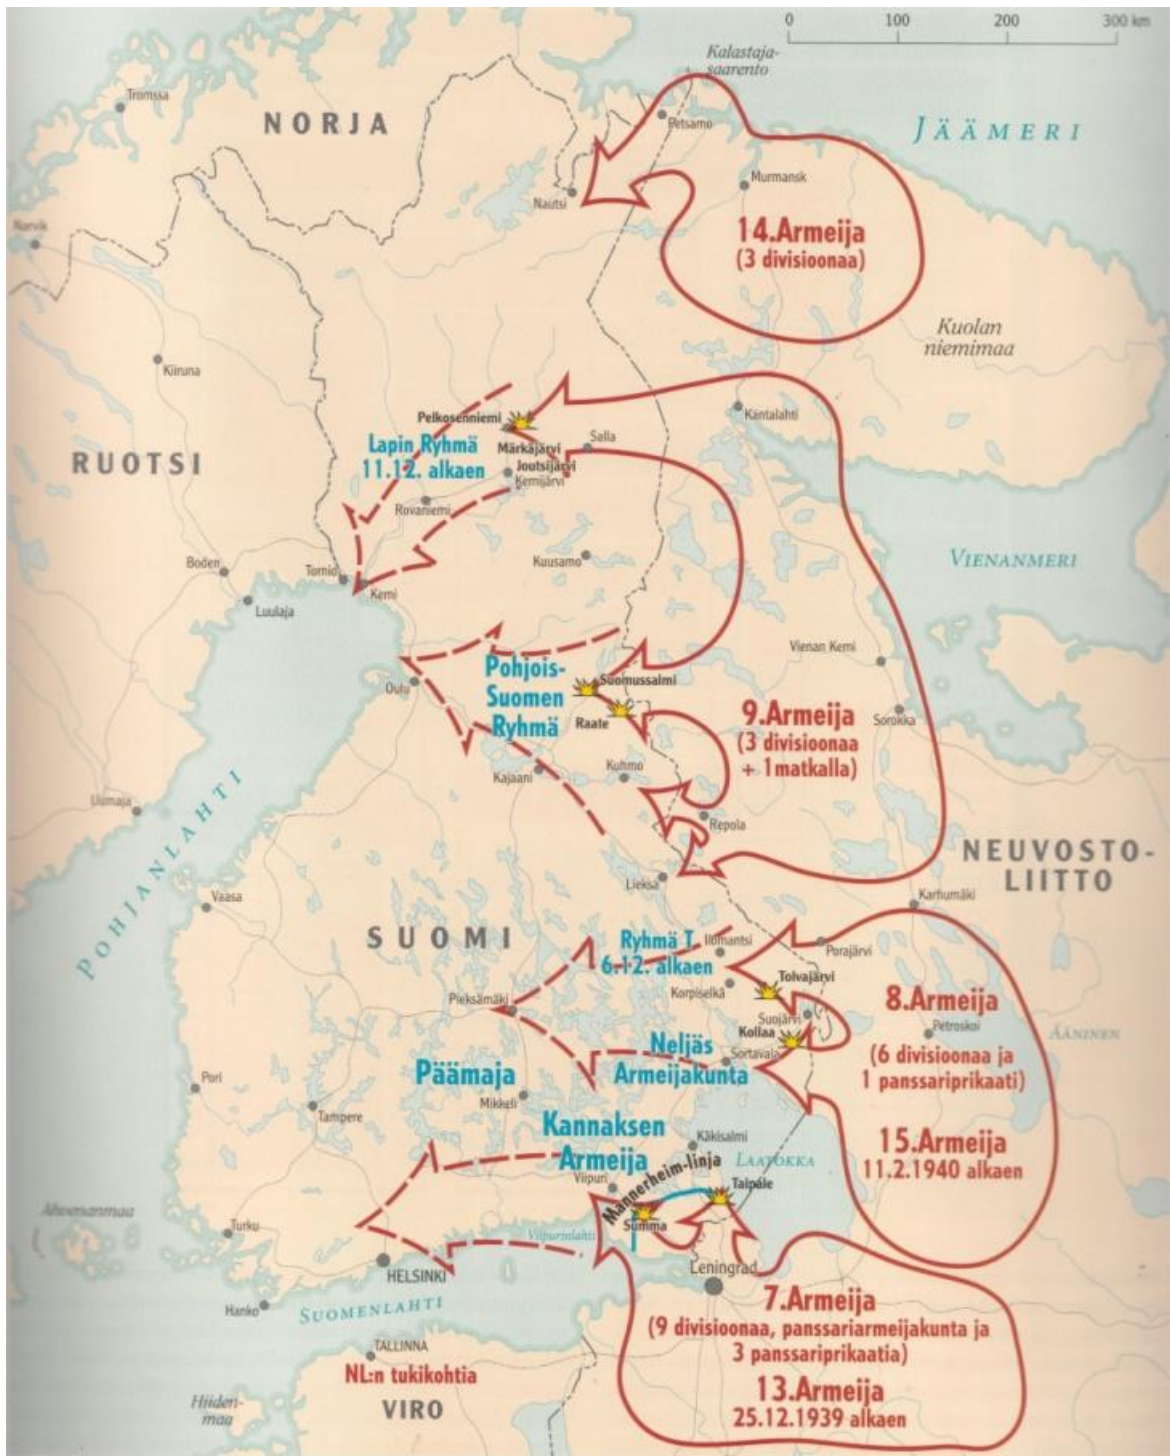 0 100 200 300 km
Kalastaja-
saarento
Tromssa
NORJA
Petsamo
JÄÄMERI
Murmansk
Nautsi
Narvik
14.Armeija
(3 divisioonaa)
Kuolan
niemimaa
Kiiruna
Käntalahti
Pelkosenniemi
Lapin Ryhmä
11.12. alkaen
Märkäjärvi
Salla
Joutsijärvi
Kemijärvi
RUOTSI
Rovaniemi
Boden
Tornio
Kemi
Luulaja
Kuusamo
VIENANMERI
Vienan Kemi
Oulu
Pohjois-
Suomen
Ryhmä
Suomussalmi
Raate
9.Armeija
(3 divisioonaa
+ 1 matkalla)
Sorokka
Kajaani
Kuhmo
Uumaja
Repola
POHJANLAHTI
NEUVOSTO-
LIITTO
Lieksa
Karhumäki
Vaasa
SUOMI
Ryhmä T
6.12. alkaen
Ilomantsi
Porajärvi
Korpiselkä
Tolvajärvi
Pieksämäki
Suojärvi
8.Armeija
Petroskoi
ÄÄNINEN
Kollaa
(6 divisioonaa ja
1 panssariprikaati)
Neljäs
Armeijakunta
Sortavala
Päämaja
Pori
Mikkeli
Tampere
Kannaksen
Armeija
Käkisalmi
15.Armeija
11.2.1940 alkaen
LAATOKKA
Viipuri
Mannerheim-linja
Taipale
Ahvenanmaa
Turku
Summa
Viipurinlahti
HELSINKI
Leningrad
Hanko
SUOMENLAHTI
7.Armeija
(9 divisioonaa, panssariarmeijakunta ja
3 panssariprikaatia)
TALLINNA
NL:n tukikohtia
13.Armeija
25.12.1939 alkaen
Hiiden-
maa
VIRO